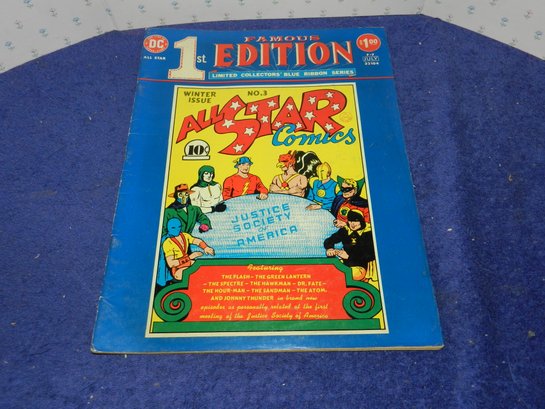 DC
ALL STAR
1st
FAMOUS
EDITION
LIMITED COLLECTORS' BLUE RIBBON SERIES
$1.00
F-7
JULY
32104
WINTER
ISSUE
NO.3
ALL STAR
Comics
10¢
JUSTICE
SOCIETY
OF
AMERICA
Featuring
THE FLASH - THE GREEN LANTERN
- THE SPECTRE - THE HAWKMAN - DR. FATE -
THE HOUR-MAN - THE SANDMAN - THE ATOM
AND JOHNNY THUNDER in brand new
episodes as personally related at the first
meeting of the Justice Society of America